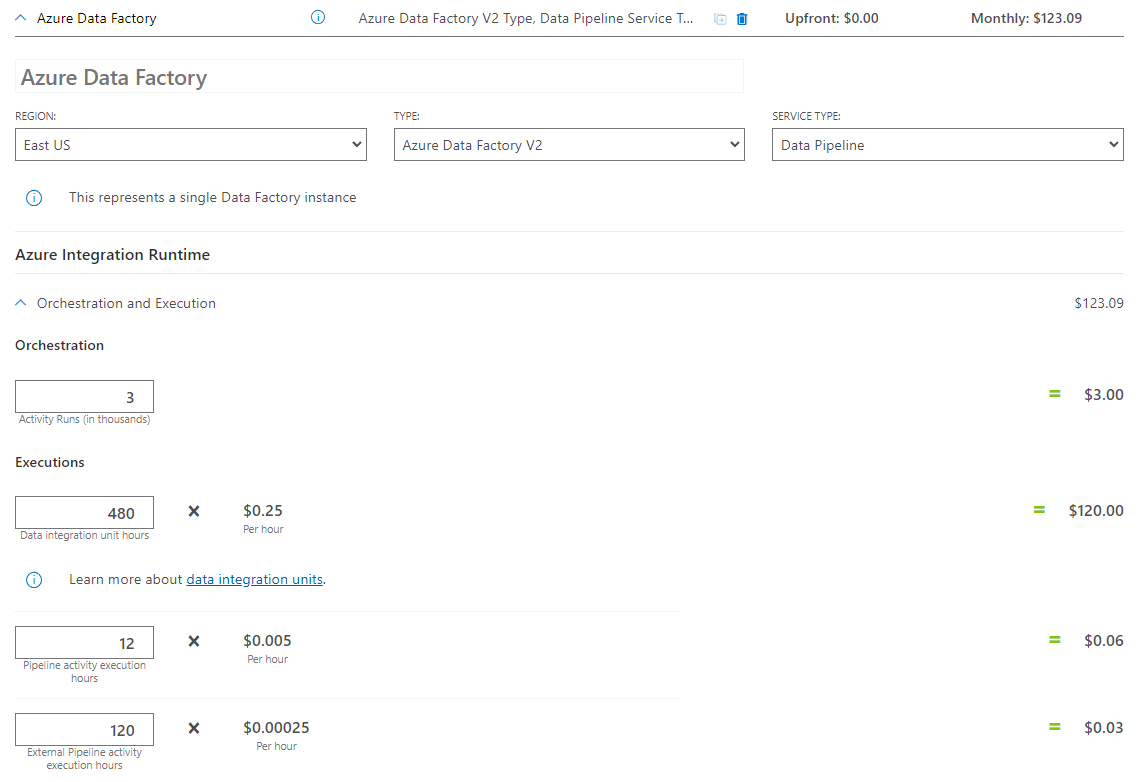 Azure Data Factory
Azure Data Factory V2 Type, Data Pipeline Service T...
Upfront: $0.00
Monthly: $123.09
Azure Data Factory
REGION:
TYPE:
SERVICE TYPE:
East US
Azure Data Factory V2
Data Pipeline
This represents a single Data Factory instance
Azure Integration Runtime
Orchestration and Execution
$123.09
Orchestration
3
= $3.00
Activity Runs (in thousands)
Executions
480
×
$0.25
= $120.00
Data integration unit hours
Per hour
Learn more about data integration units.
12
×
$0.005
= $0.06
Pipeline activity execution
hours
Per hour
120
×
$0.00025
= $0.03
External Pipeline activity
execution hours
Per hour